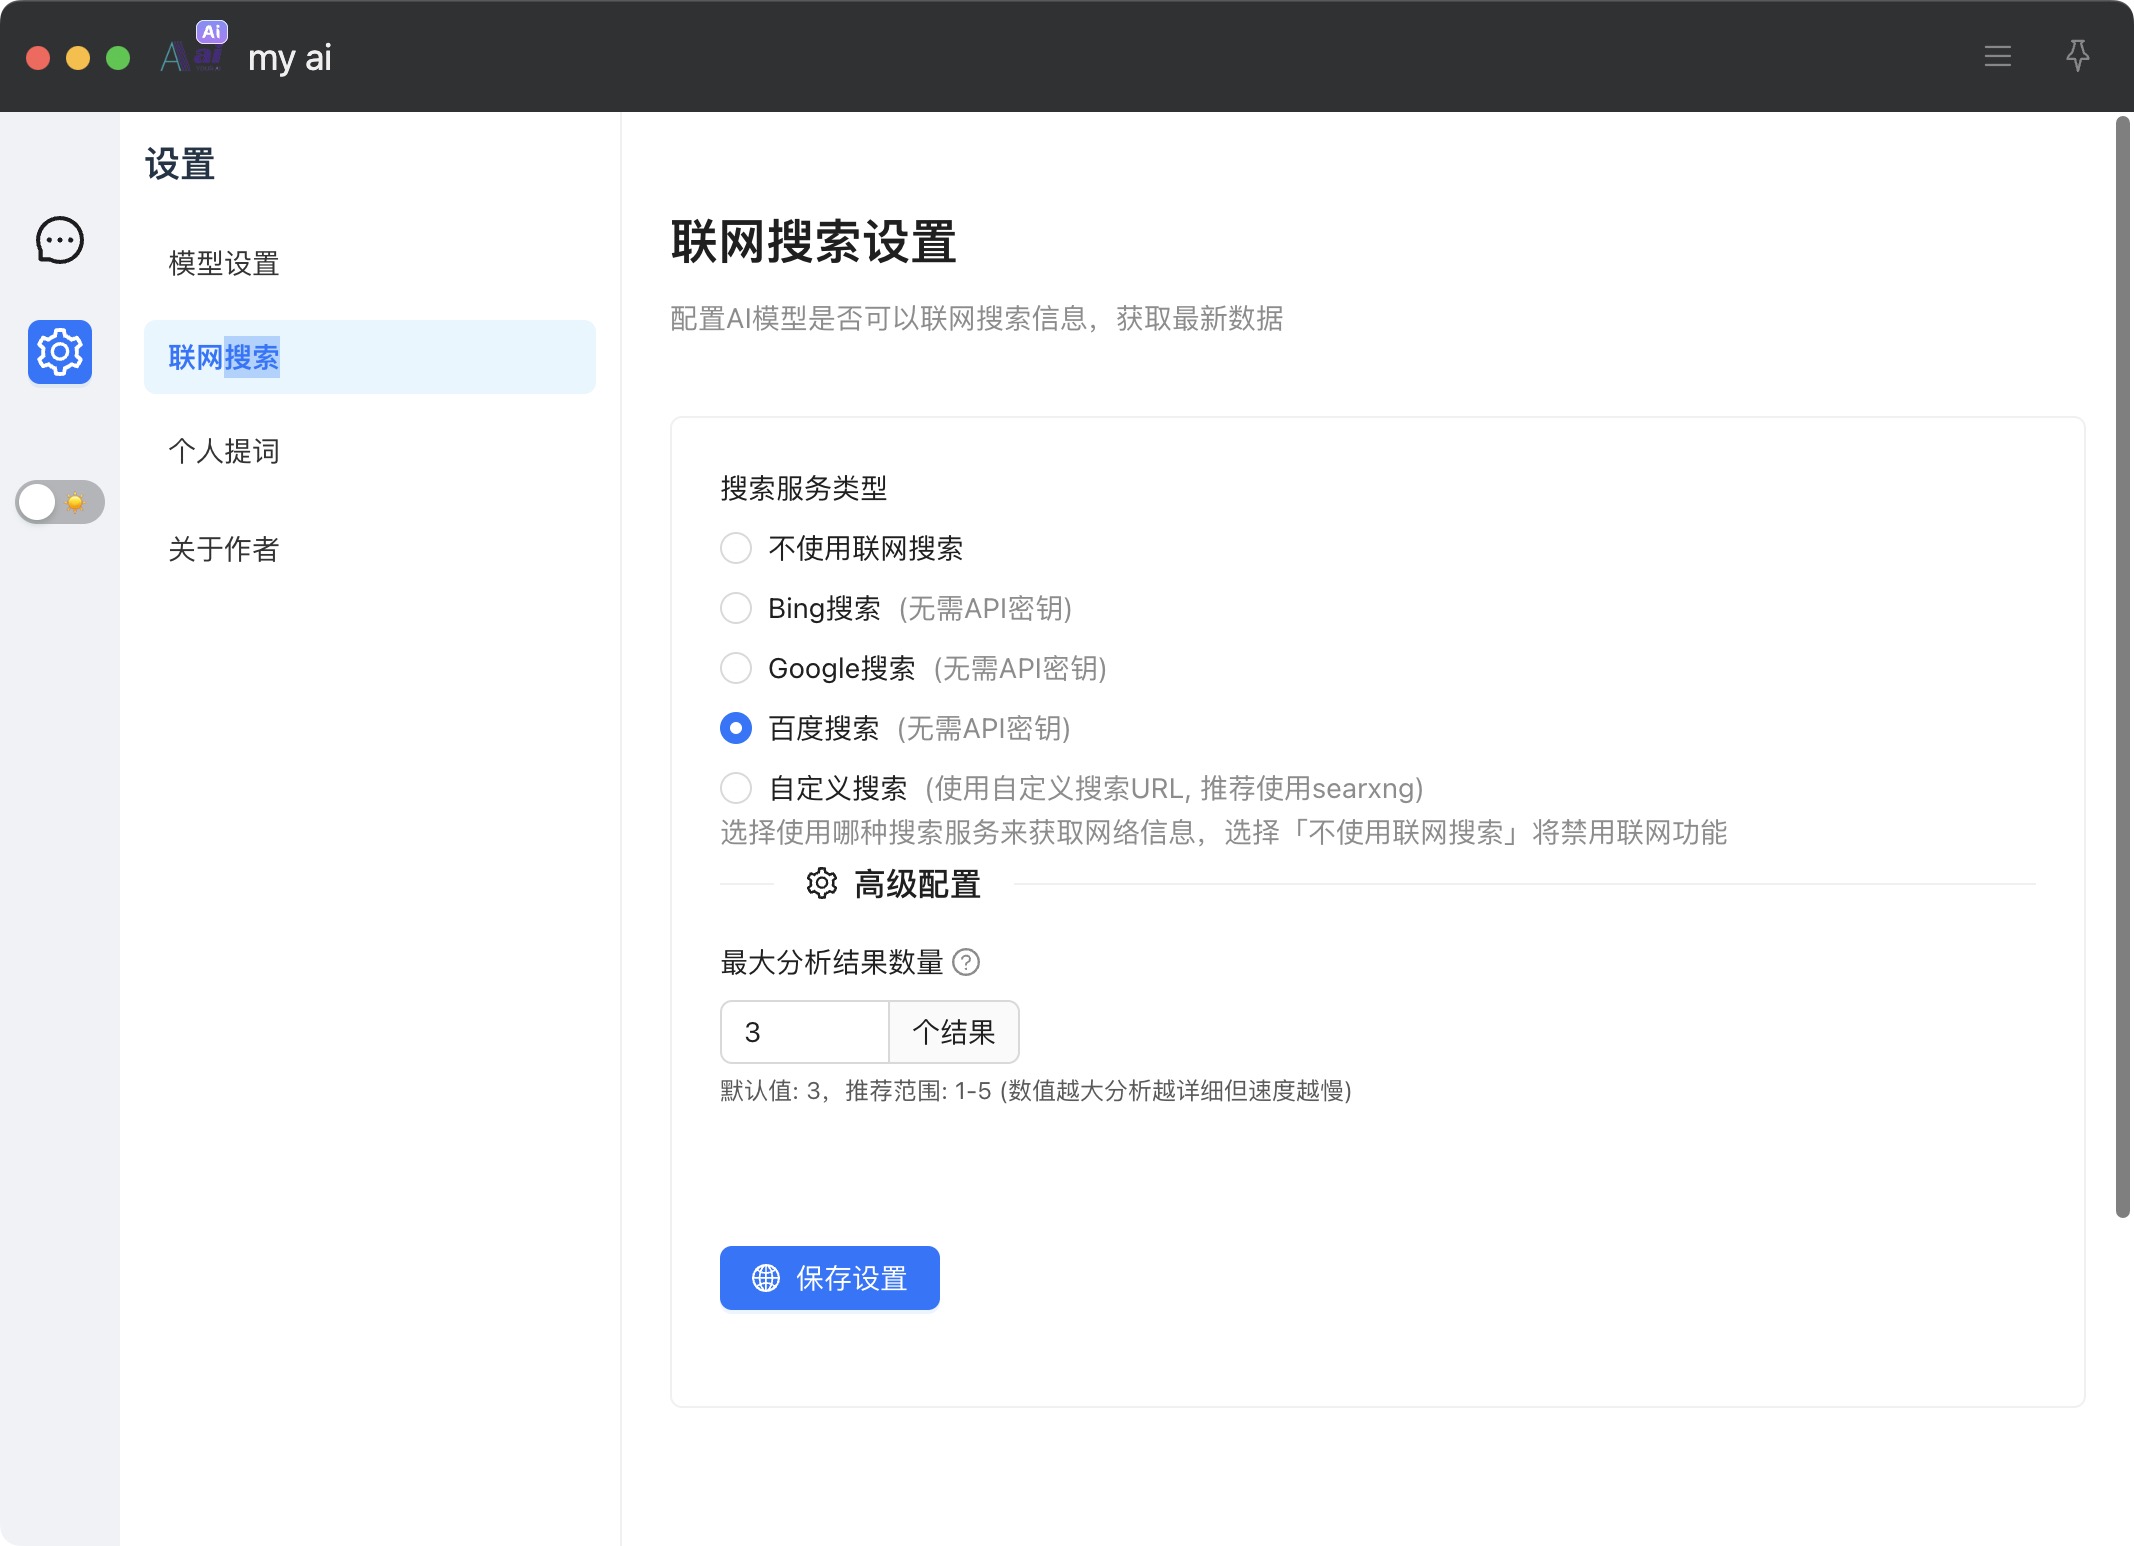 Ai
my ai
设置
模型设置
联网搜索
个人提词
关于作者
联网搜索设置
配置AI模型是否可以联网搜索信息，获取最新数据
搜索服务类型
不使用联网搜索
Bing搜索 (无需API密钥)
Google搜索 (无需API密钥)
百度搜索 (无需API密钥)
自定义搜索 (使用自定义搜索URL, 推荐使用searxng)
选择使用哪种搜索服务来获取网络信息，选择「不使用联网搜索」将禁用联网功能
高级配置
最大分析结果数量
3 个结果
默认值: 3，推荐范围: 1-5 (数值越大分析越详细但速度越慢)
保存设置